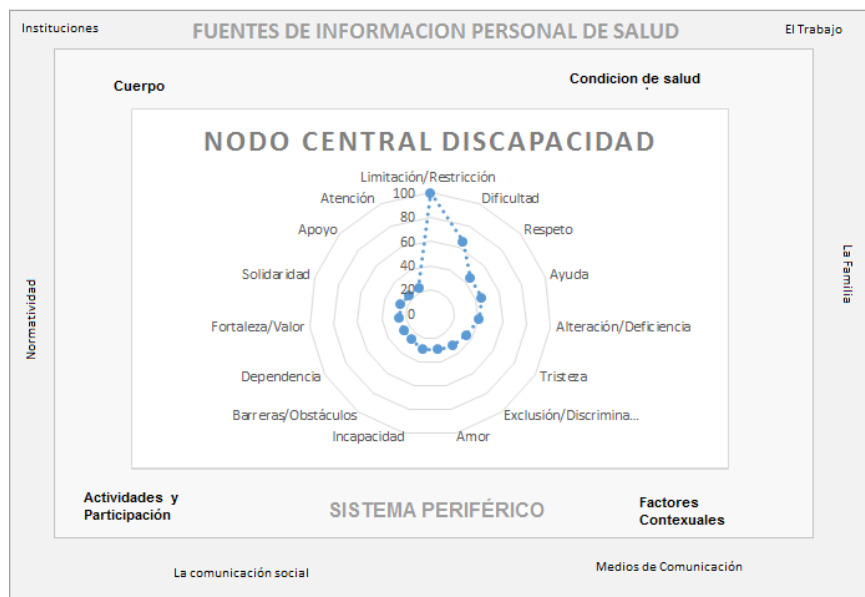 Instituciones
FUENTES DE INFORMACION PERSONAL DE SALUD
El Trabajo
Cuerpo
Condicion de salud
NODO CENTRAL DISCAPACIDAD
Limitación/Restricción
100
80
60
40
20
0
Dificultad
Respeto
Ayuda
Alteración/Deficiencia
Tristeza
Exclusión/Discrimina...
Amor
Incapacidad
Barreras/Obstáculos
Dependencia
Fortaleza/Valor
Solidaridad
Apoyo
Atención
Normatividad
La Familia
Actividades y
Participación
SISTEMA PERIFÉRICO
Factores
Contexuales
La comunicación social
Medios de Comunicación